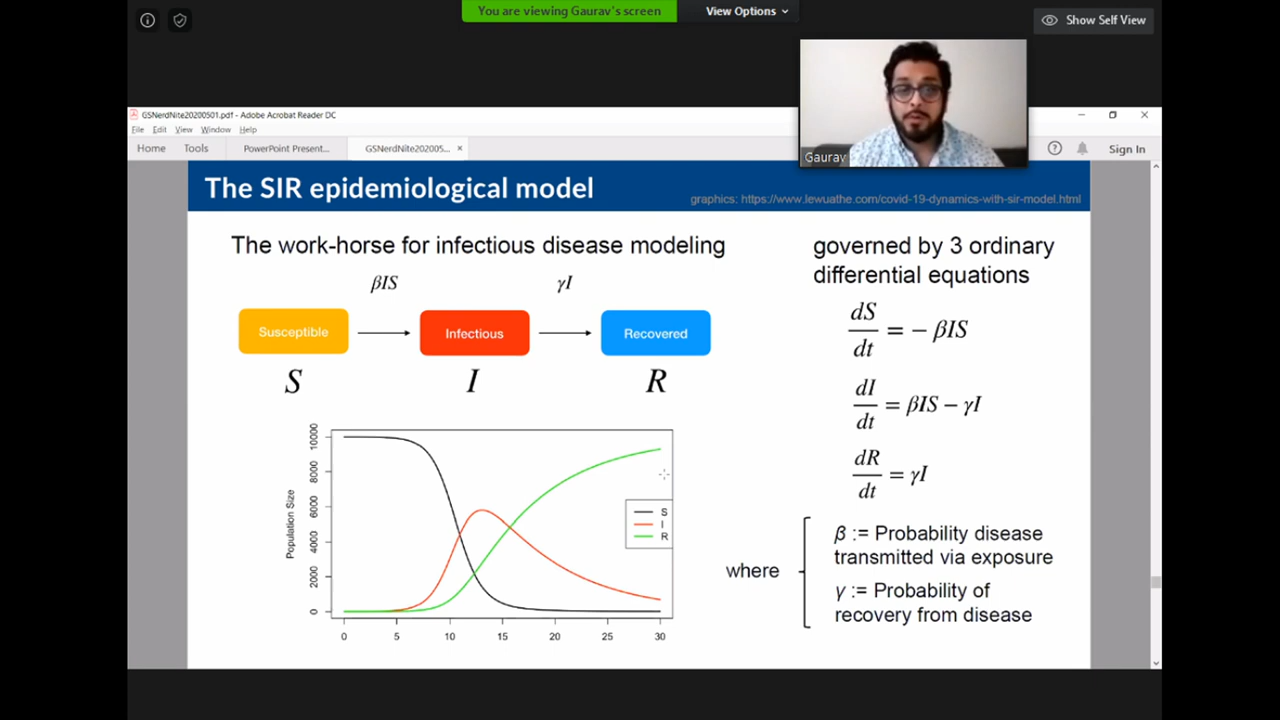 You are viewing Gaurav's screen
View Options
Show Self View
Gaurav
GSNerdNite20200501.pdf - Adobe Acrobat Reader DC
File Edit View Window Help
Home Tools PowerPoint Present... GSNerdNite202005... × Sign In
The SIR epidemiological model
graphics: https://www.lewuathe.com/covid-19-dynamics-with-sir-model.html
The work-horse for infectious disease modeling
βIS γI
Susceptible Infectious Recovered
S I R
Population Size
10000
8000
6000
4000
2000
0
0 5 10 15 20 25 30
S
I
R
governed by 3 ordinary
differential equations
dS/dt = − βIS
dI/dt = βIS − γI
dR/dt = γI
where
β := Probability disease
transmitted via exposure
γ := Probability of
recovery from disease